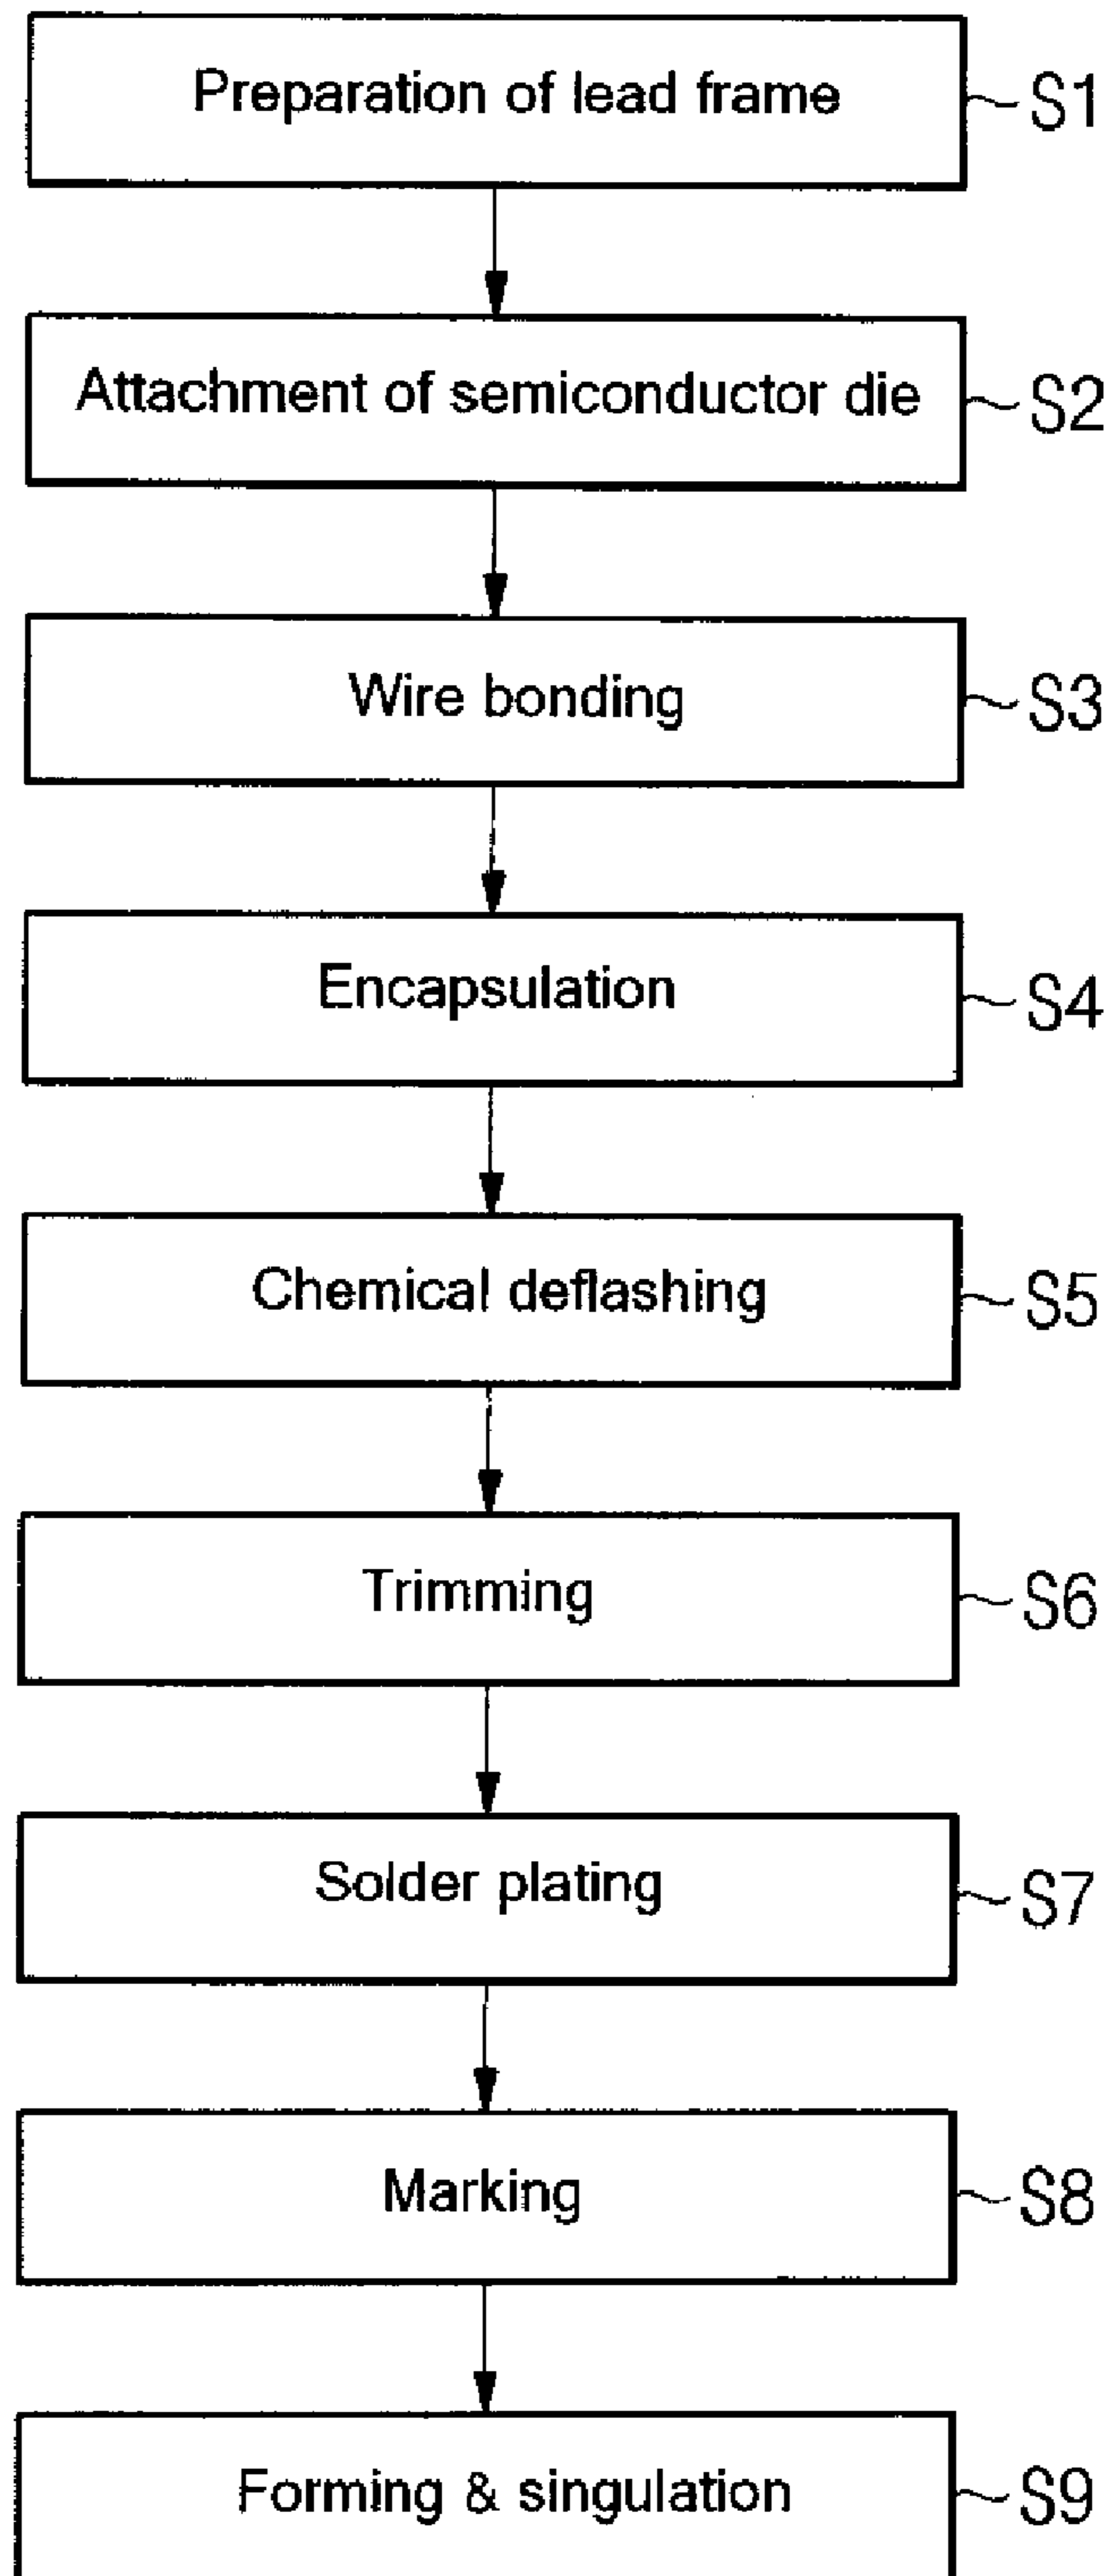 Preparation of lead frame
S1
Attachment of semiconductor die
S2
Wire bonding
S3
Encapsulation
S4
Chemical deflashing
S5
Trimming
S6
Solder plating
S7
Marking
S8
Forming & singulation
S9